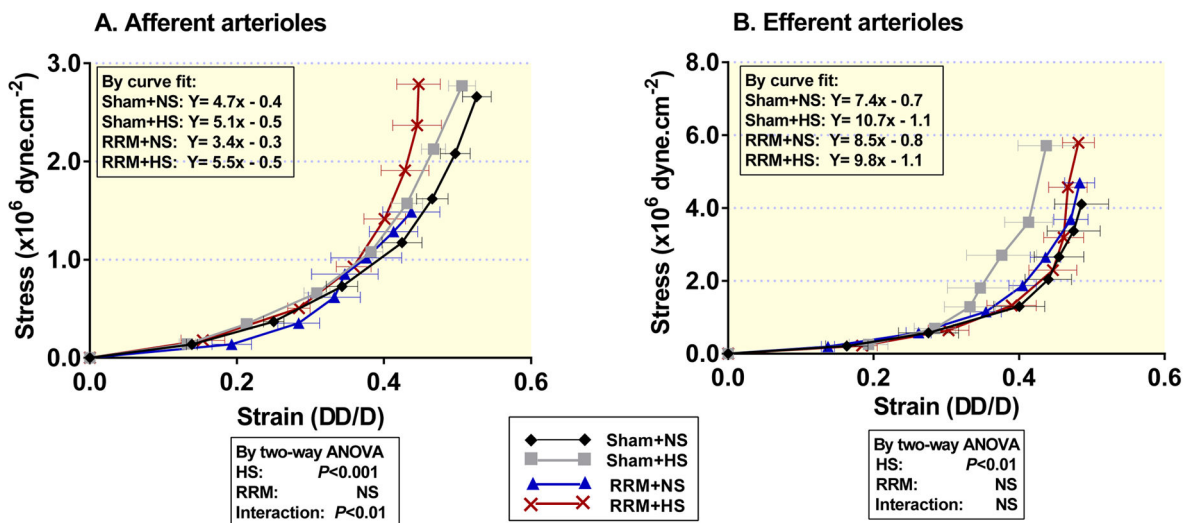 A. Afferent arterioles
Stress (x10⁶ dyne.cm⁻²)
3.0
2.0
1.0
0.0
By curve fit:
Sham+NS: Y= 4.7x - 0.4
Sham+HS: Y= 5.1x - 0.5
RRM+NS: Y= 3.4x - 0.3
RRM+HS: Y= 5.5x - 0.5
0.0 0.2 0.4 0.6
Strain (DD/D)
By two-way ANOVA
HS: P<0.001
RRM: NS
Interaction: P<0.01
B. Efferent arterioles
Stress (x10⁶ dyne.cm⁻²)
8.0
6.0
4.0
2.0
0.0
By curve fit:
Sham+NS: Y= 7.4x - 0.7
Sham+HS: Y= 10.7x - 1.1
RRM+NS: Y= 8.5x - 0.8
RRM+HS: Y= 9.8x - 1.1
0.0 0.2 0.4 0.6
Strain (DD/D)
By two-way ANOVA
HS: P<0.01
RRM: NS
Interaction: NS
Sham+NS
Sham+HS
RRM+NS
RRM+HS